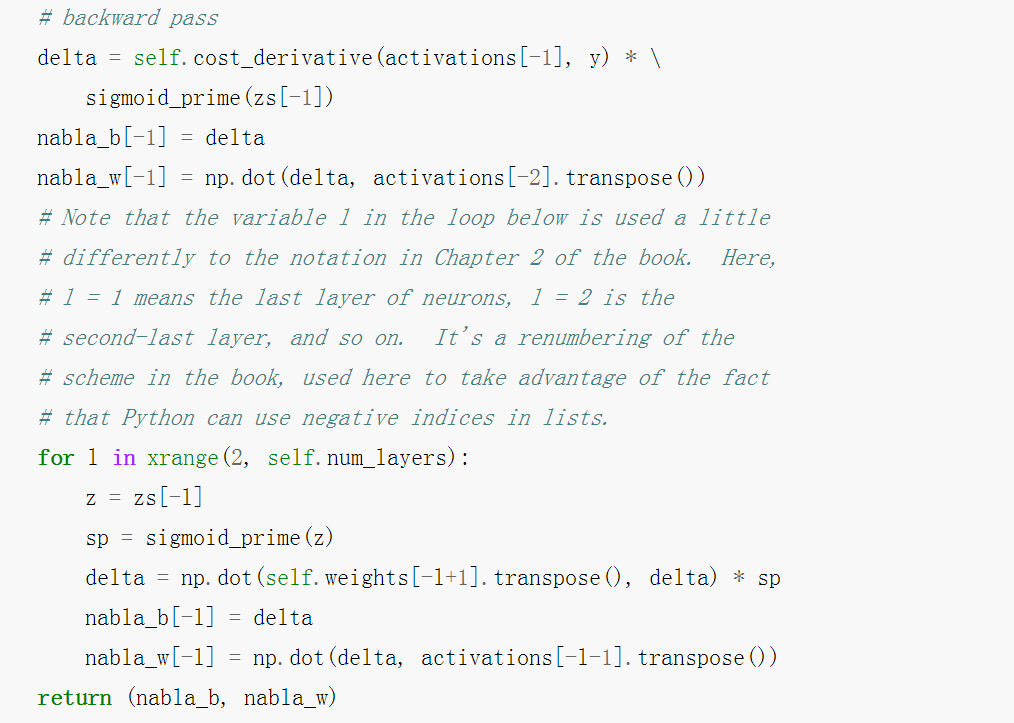 # backward pass
delta = self.cost_derivative(activations[-1], y) * \
    sigmoid_prime(zs[-1])
nabla_b[-1] = delta
nabla_w[-1] = np.dot(delta, activations[-2].transpose())
# Note that the variable l in the loop below is used a little
# differently to the notation in Chapter 2 of the book.  Here,
# l = 1 means the last layer of neurons, l = 2 is the
# second-last layer, and so on.  It's a renumbering of the
# scheme in the book, used here to take advantage of the fact
# that Python can use negative indices in lists.
for l in xrange(2, self.num_layers):
    z = zs[-l]
    sp = sigmoid_prime(z)
    delta = np.dot(self.weights[-l+1].transpose(), delta) * sp
    nabla_b[-l] = delta
    nabla_w[-l] = np.dot(delta, activations[-l-1].transpose())
return (nabla_b, nabla_w)